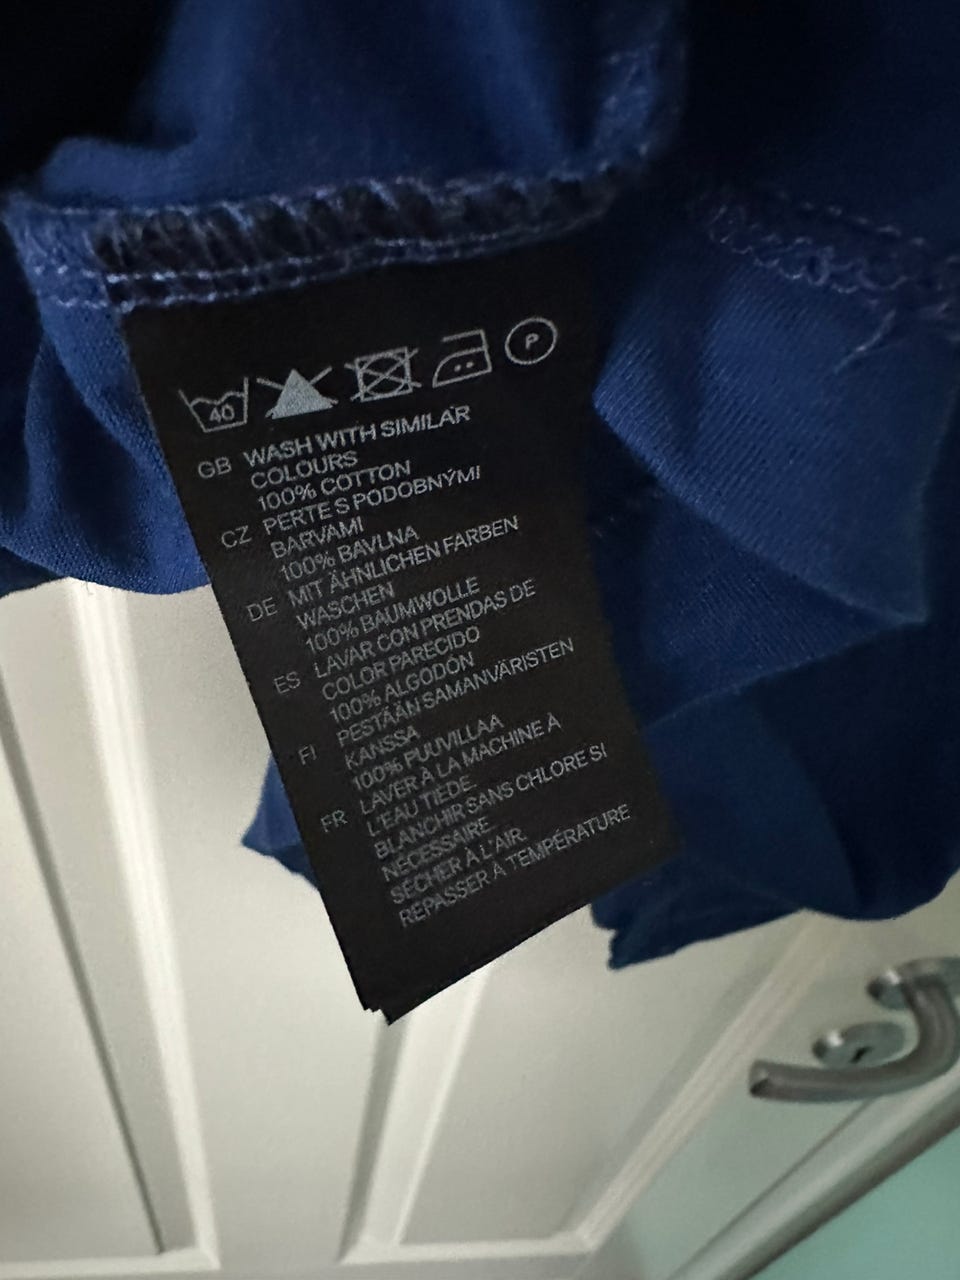 40 P
GB WASH WITH SIMILAR
COLOURS
100% COTTON
CZ PERTE S PODOBNÝMI
BARVAMI
100% BAVLNA
DE MIT ÄHNLICHEN FARBEN
WASCHEN
100% BAUMWOLLE
ES LAVAR CON PRENDAS DE
COLOR PARECIDO
100% ALGODÓN
FI PESTÄÄN SAMANVÄRISTEN
KANSSA
100% PUUVILLAA
FR LAVER À LA MACHINE À
L'EAU TIEDE.
BLANCHIR SANS CHLORE SI
NÉCESSAIRE.
SÉCHER À L'AIR.
REPASSER À TEMPÉRATURE